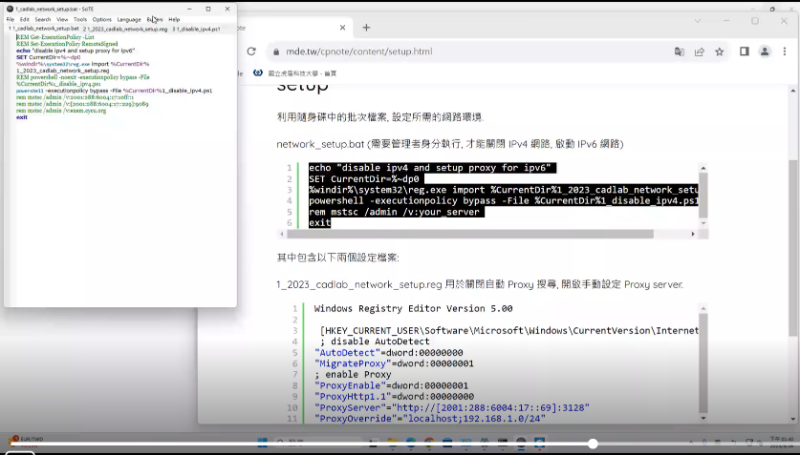 1_cadlab_network_setup.bat - SciTE
File Edit Search View Tools Options Language Buffers Help
1 1_cadlab_network_setup.bat 2 1_2023_cadlab_network_setup.reg 3 1_disable_ipv4.ps1
REM Get-ExecutionPolicy -List
REM Set-ExecutionPolicy RemoteSigned
echo "disable ipv4 and setup proxy for ipv6"
SET CurrentDir=%~dp0
%windir%\system32\reg.exe import %CurrentDir%
1_2023_cadlab_network_setup.reg
REM powershell -noexit -executionpolicy bypass -File
%CurrentDir%1_disable_ipv4.ps1
powershell -executionpolicy bypass -File %CurrentDir%1_disable_ipv4.ps1
exit
mde.tw/cpnote/content/setup.html
國立虎尾科技大學 - 首頁
setup
利用隨身碟中的批次檔案, 設定所需的網路環境.
network_setup.bat (需要管理者身分執行, 才能關閉 IPv4 網路, 啟動 IPv6 網路)
1 echo "disable ipv4 and setup proxy for ipv6"
2 SET CurrentDir=%~dp0
3 %windir%\system32\reg.exe import %CurrentDir%1_2023_cadlab_network_setu
4 powershell -executionpolicy bypass -File %CurrentDir%1_disable_ipv4.ps1
5 rem mstsc /admin /v:your_server
6 exit
其中包含以下兩個設定檔案:
1_2023_cadlab_network_setup.reg 用於關閉自動 Proxy 搜尋, 開啟手動設定 Proxy server.
1 Windows Registry Editor Version 5.00
2
3 [HKEY_CURRENT_USER\Software\Microsoft\Windows\CurrentVersion\Internet
4 ; disable AutoDetect
5 "AutoDetect"=dword:00000000
6 "MigrateProxy"=dword:00000001
7 ; enable Proxy
8 "ProxyEnable"=dword:00000001
9 "ProxyHttp1.1"=dword:00000000
10 "ProxyServer"="http://[2001:288:6004:17::69]:3128"
11 "ProxyOverride"="localhost;192.168.1.0/24"